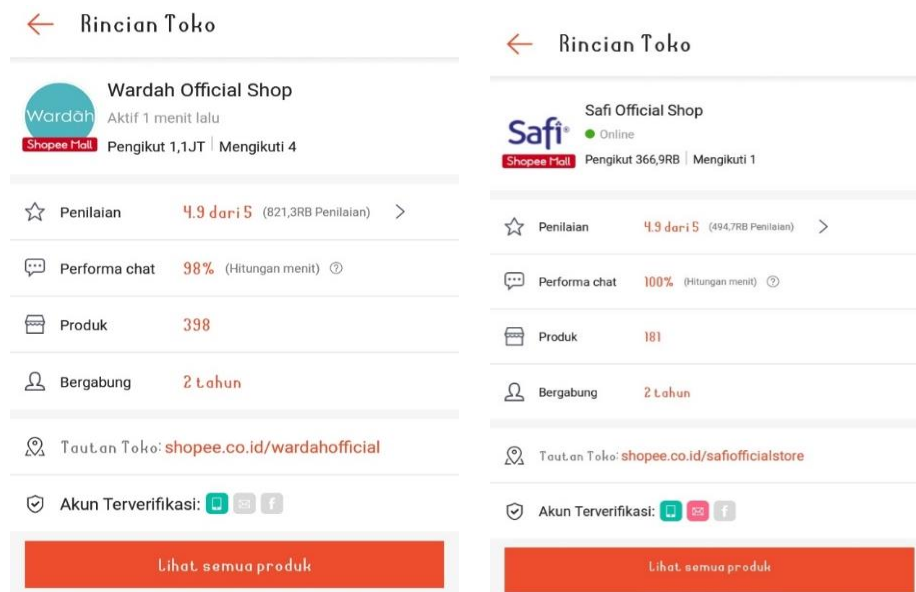 Rincian Toko
Wardah
Shopee Mall
Wardah Official Shop
Aktif 1 menit lalu
Pengikut 1,1JT | Mengikuti 4
Penilaian 4.9 dari 5 (821,3RB Penilaian)
Performa chat 98% (Hitungan menit)
Produk 398
Bergabung 2 tahun
Tautan Toko: shopee.co.id/wardahofficial
Akun Terverifikasi:
Lihat semua produk
Rincian Toko
Safi
Shopee Mall
Safi Official Shop
Online
Pengikut 366,9RB | Mengikuti 1
Penilaian 4.9 dari 5 (494,7RB Penilaian)
Performa chat 100% (Hitungan menit)
Produk 181
Bergabung 2 tahun
Tautan Toko: shopee.co.id/safiofficialstore
Akun Terverifikasi:
Lihat semua produk